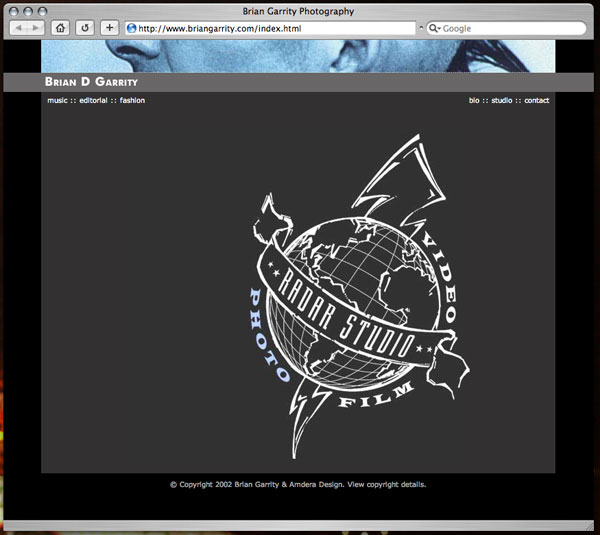 Brian Garrity Photography
http://www.briangarrity.com/index.html
Google
BRIAN D GARRITY
music :: editorial :: fashion
bio :: studio :: contact
VIDEO
RADAR STUDIO
PHOTO
FILM
© Copyright 2002 Brian Garrity & Amdera Design. View copyright details.